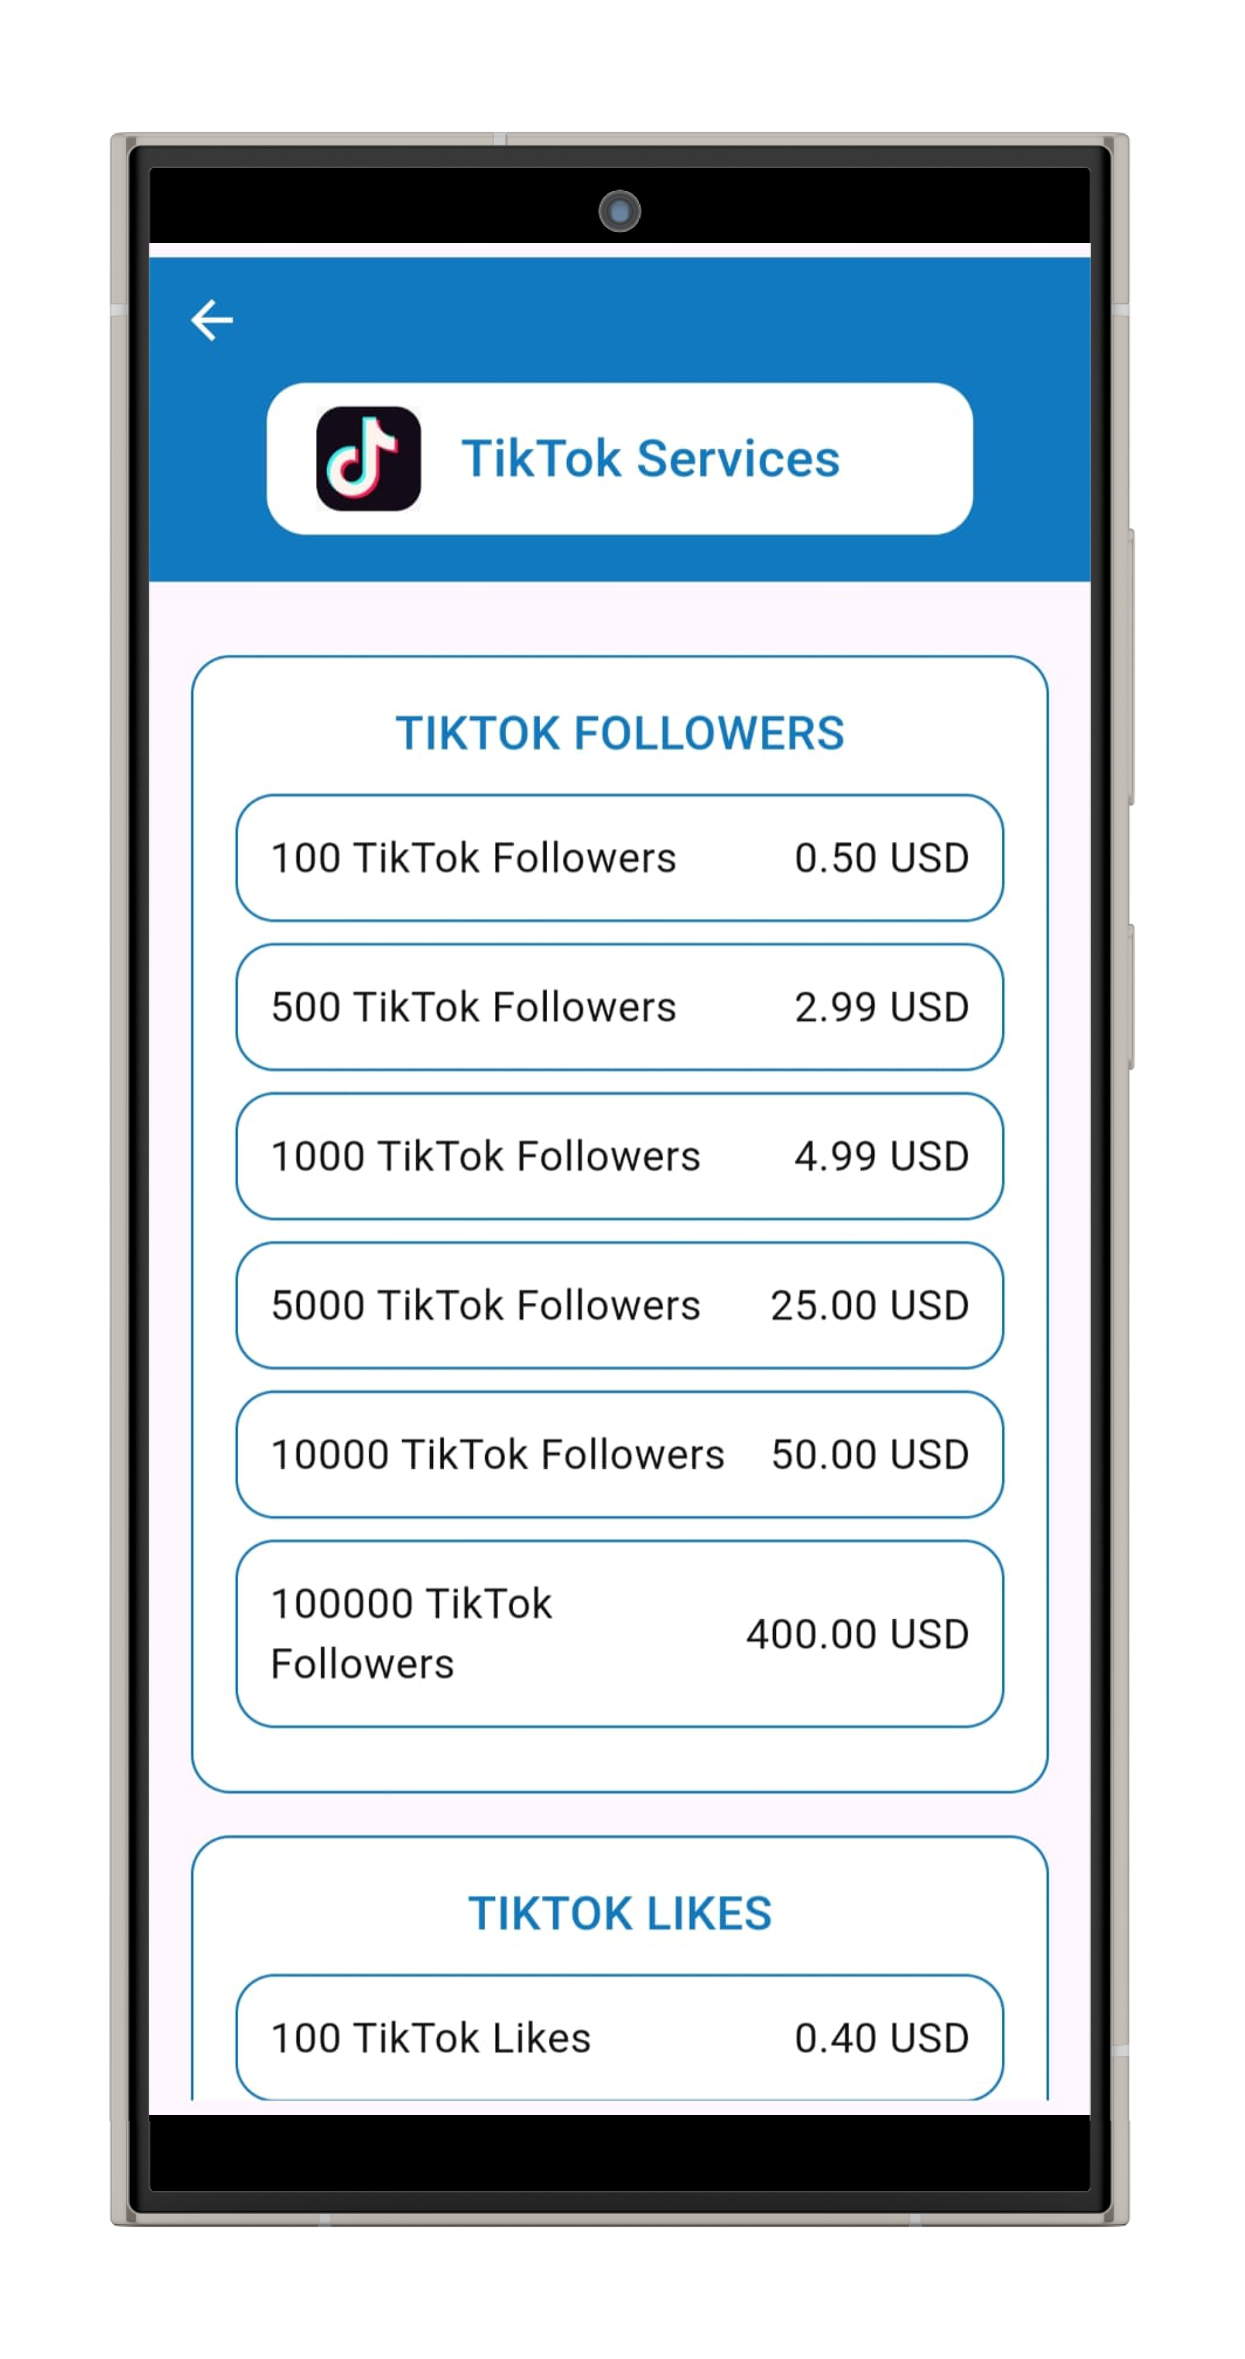 TikTok Services
TIKTOK FOLLOWERS
100 TikTok Followers 0.50 USD
500 TikTok Followers 2.99 USD
1000 TikTok Followers 4.99 USD
5000 TikTok Followers 25.00 USD
10000 TikTok Followers 50.00 USD
100000 TikTok
Followers
400.00 USD
TIKTOK LIKES
100 TikTok Likes 0.40 USD